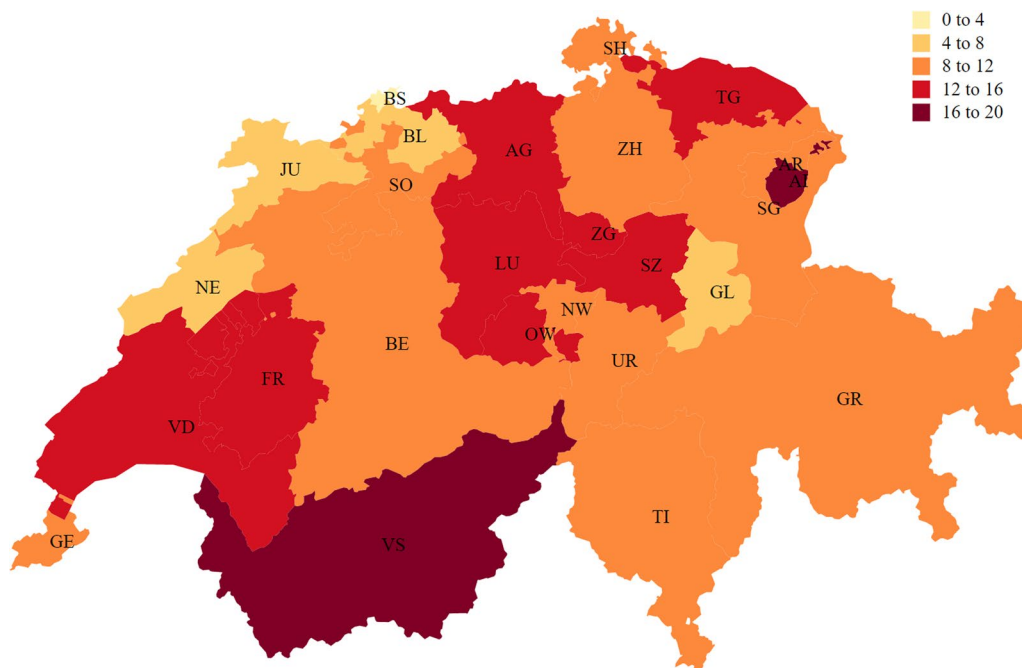 0 to 4
4 to 8
8 to 12
12 to 16
16 to 20
SH
BS
TG
BL
AG
ZH
JU
AR
SO
AI
SG
ZG
LU
SZ
NE
GL
NW
OW
BE
UR
FR
GR
VD
TI
GE
VS